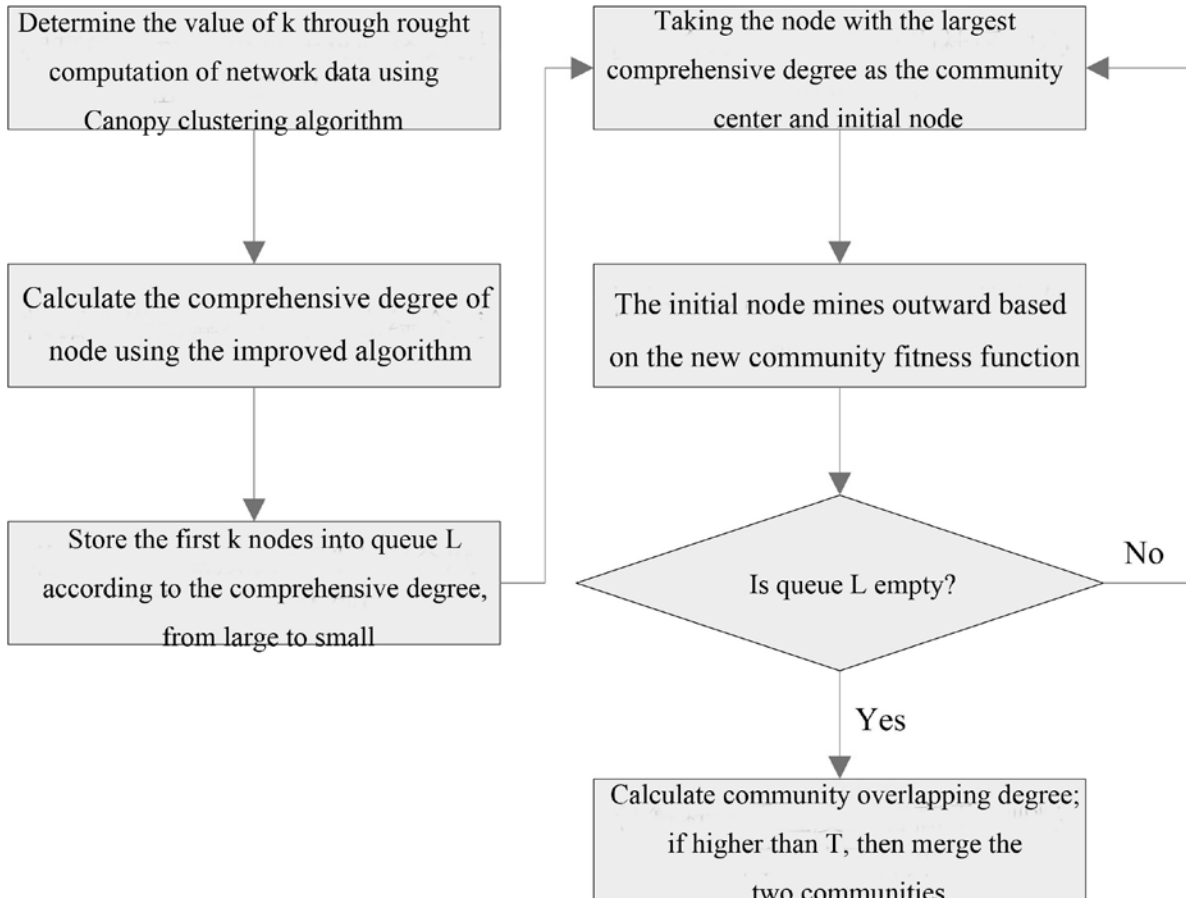 Determine the value of k through rought
computation of network data using
Canopy clustering algorithm
Calculate the comprehensive degree of
node using the improved algorithm
Store the first k nodes into queue L
according to the comprehensive degree,
from large to small
Taking the node with the largest
comprehensive degree as the community
center and initial node
The initial node mines outward based
on the new community fitness function
Is queue L empty?
No
Yes
Calculate community overlapping degree;
if higher than T, then merge the
two communities